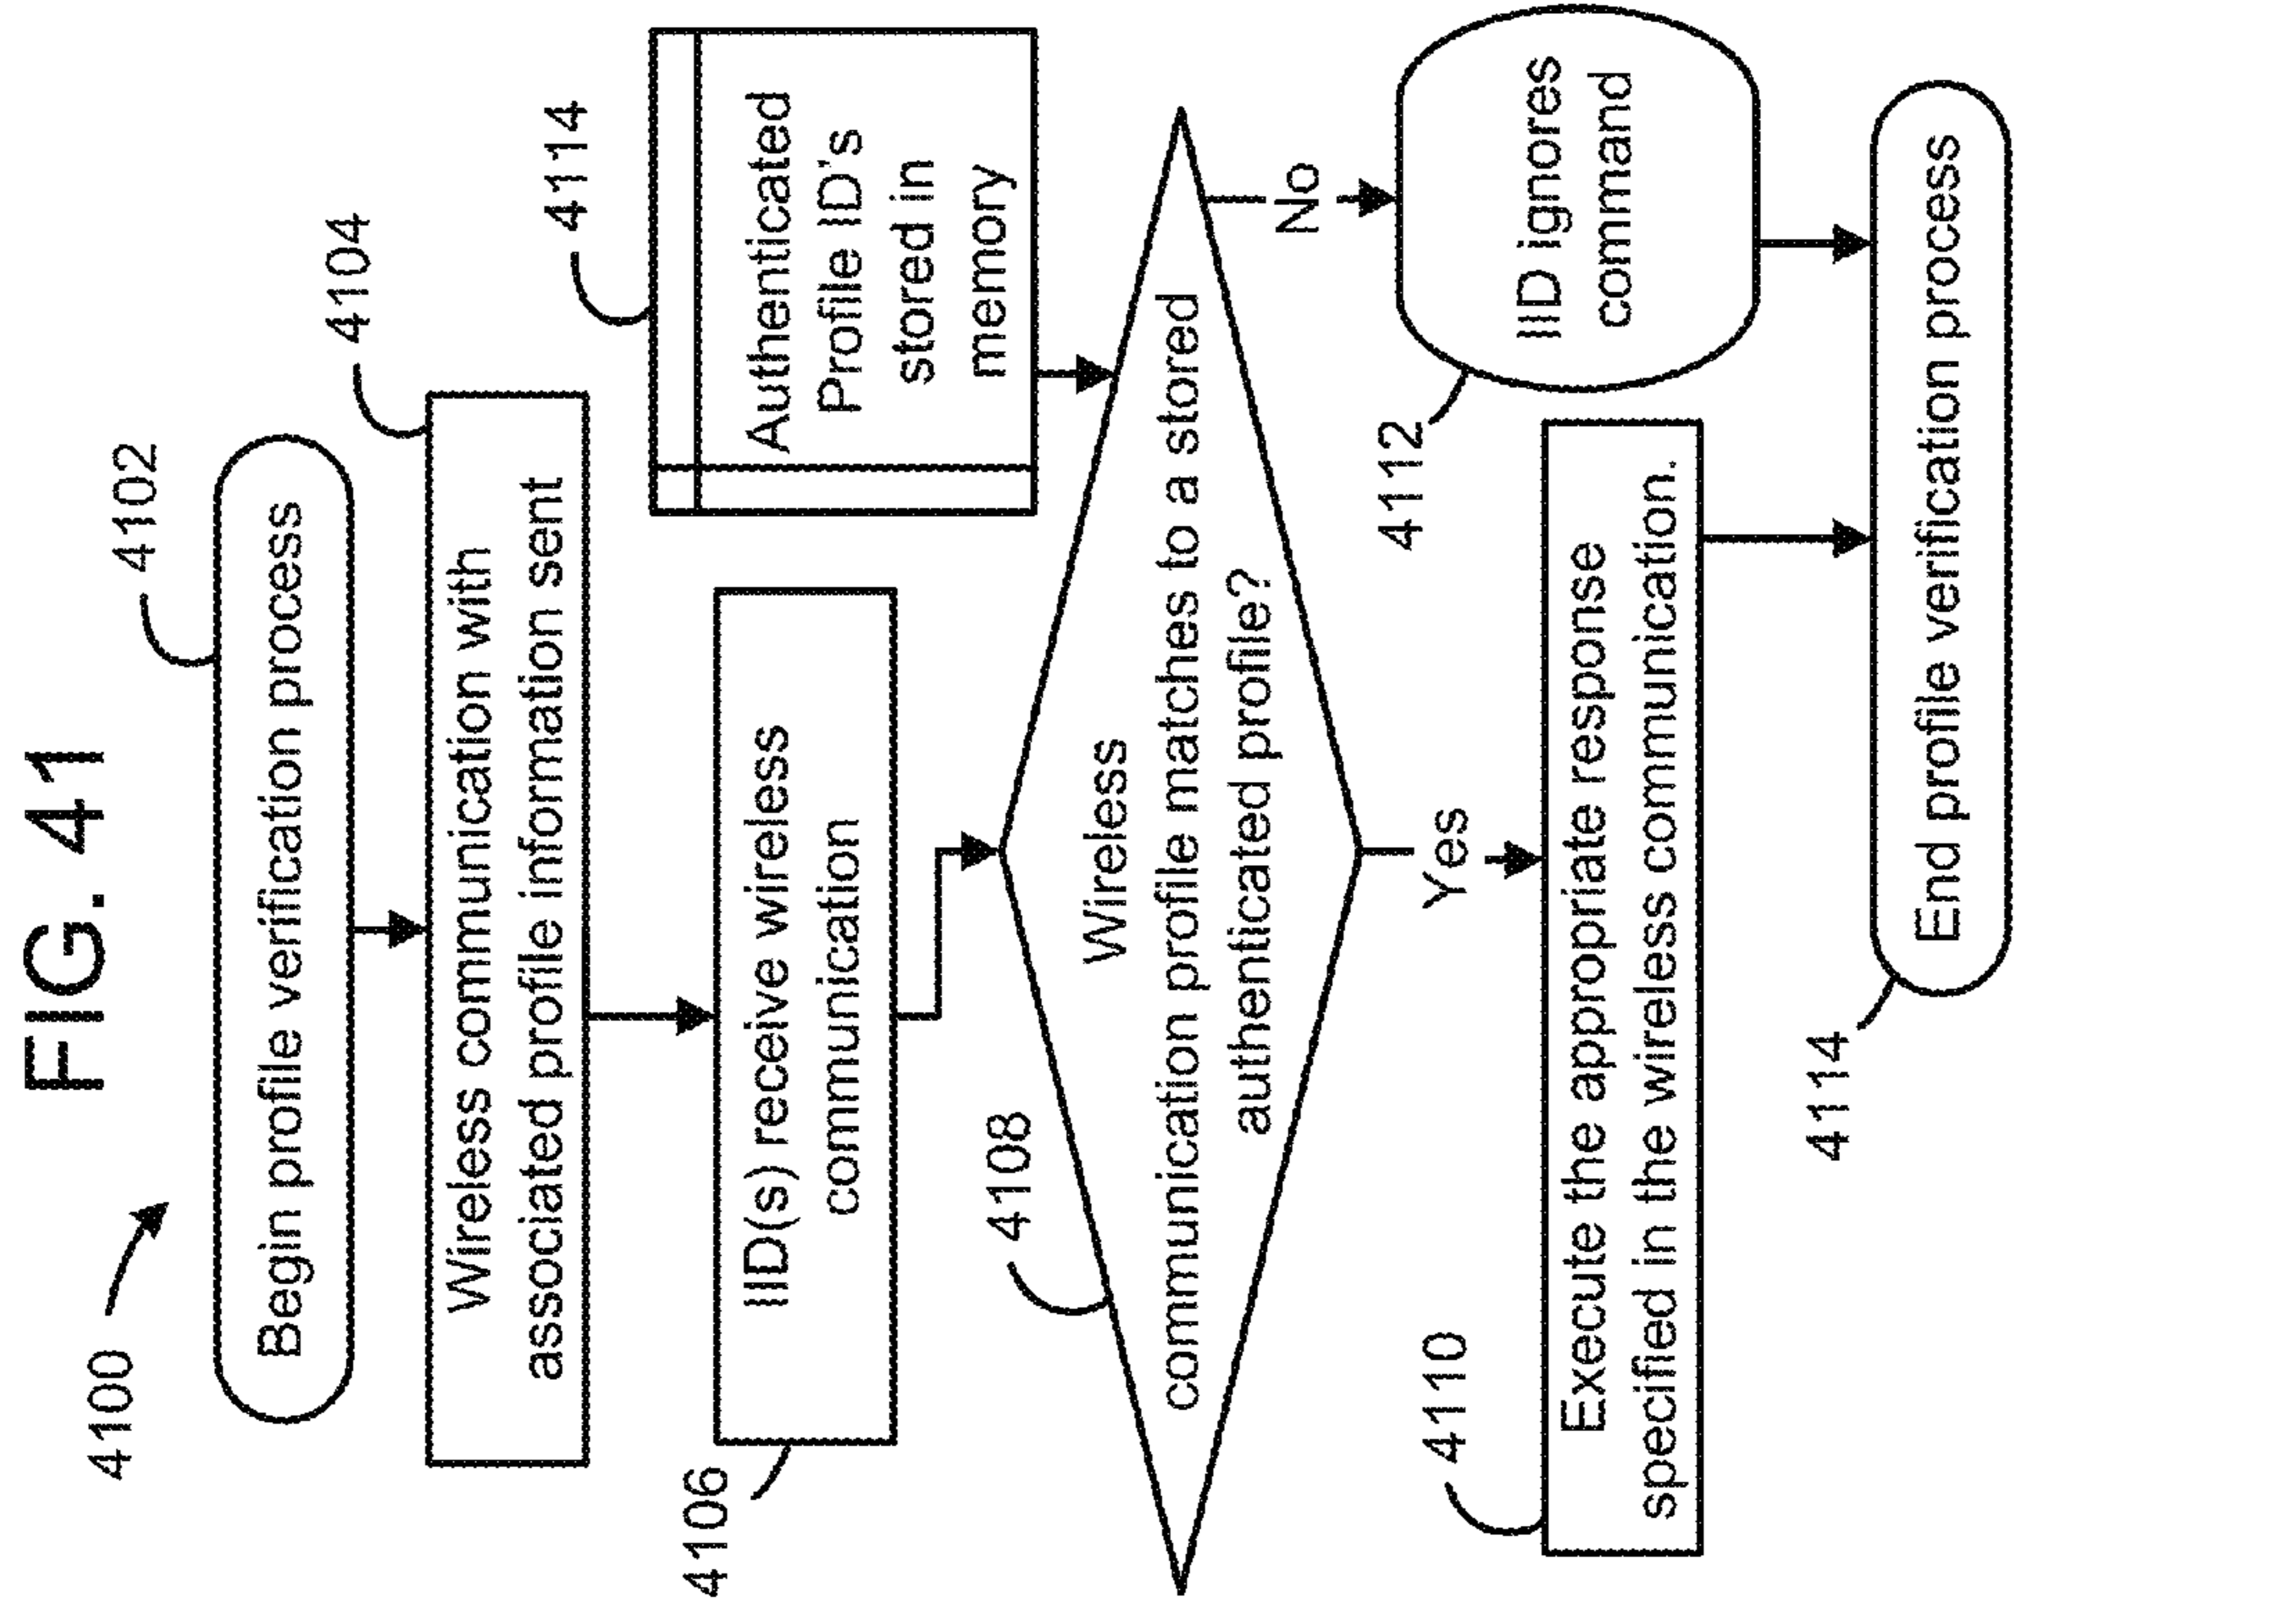 FIG. 41
4100
4102
Begin profile verification process
4104
Wireless communication with
associated profile information sent
4106
IID(s) receive wireless
communication
4114
Authenticated
Profile ID's
stored in
memory
4108
Wireless
communication profile matches to a stored
authenticated profile?
No
Yes
4110
Execute the appropriate response
specified in the wireless communication.
4112
IID ignores
command
4114
End profile verification process